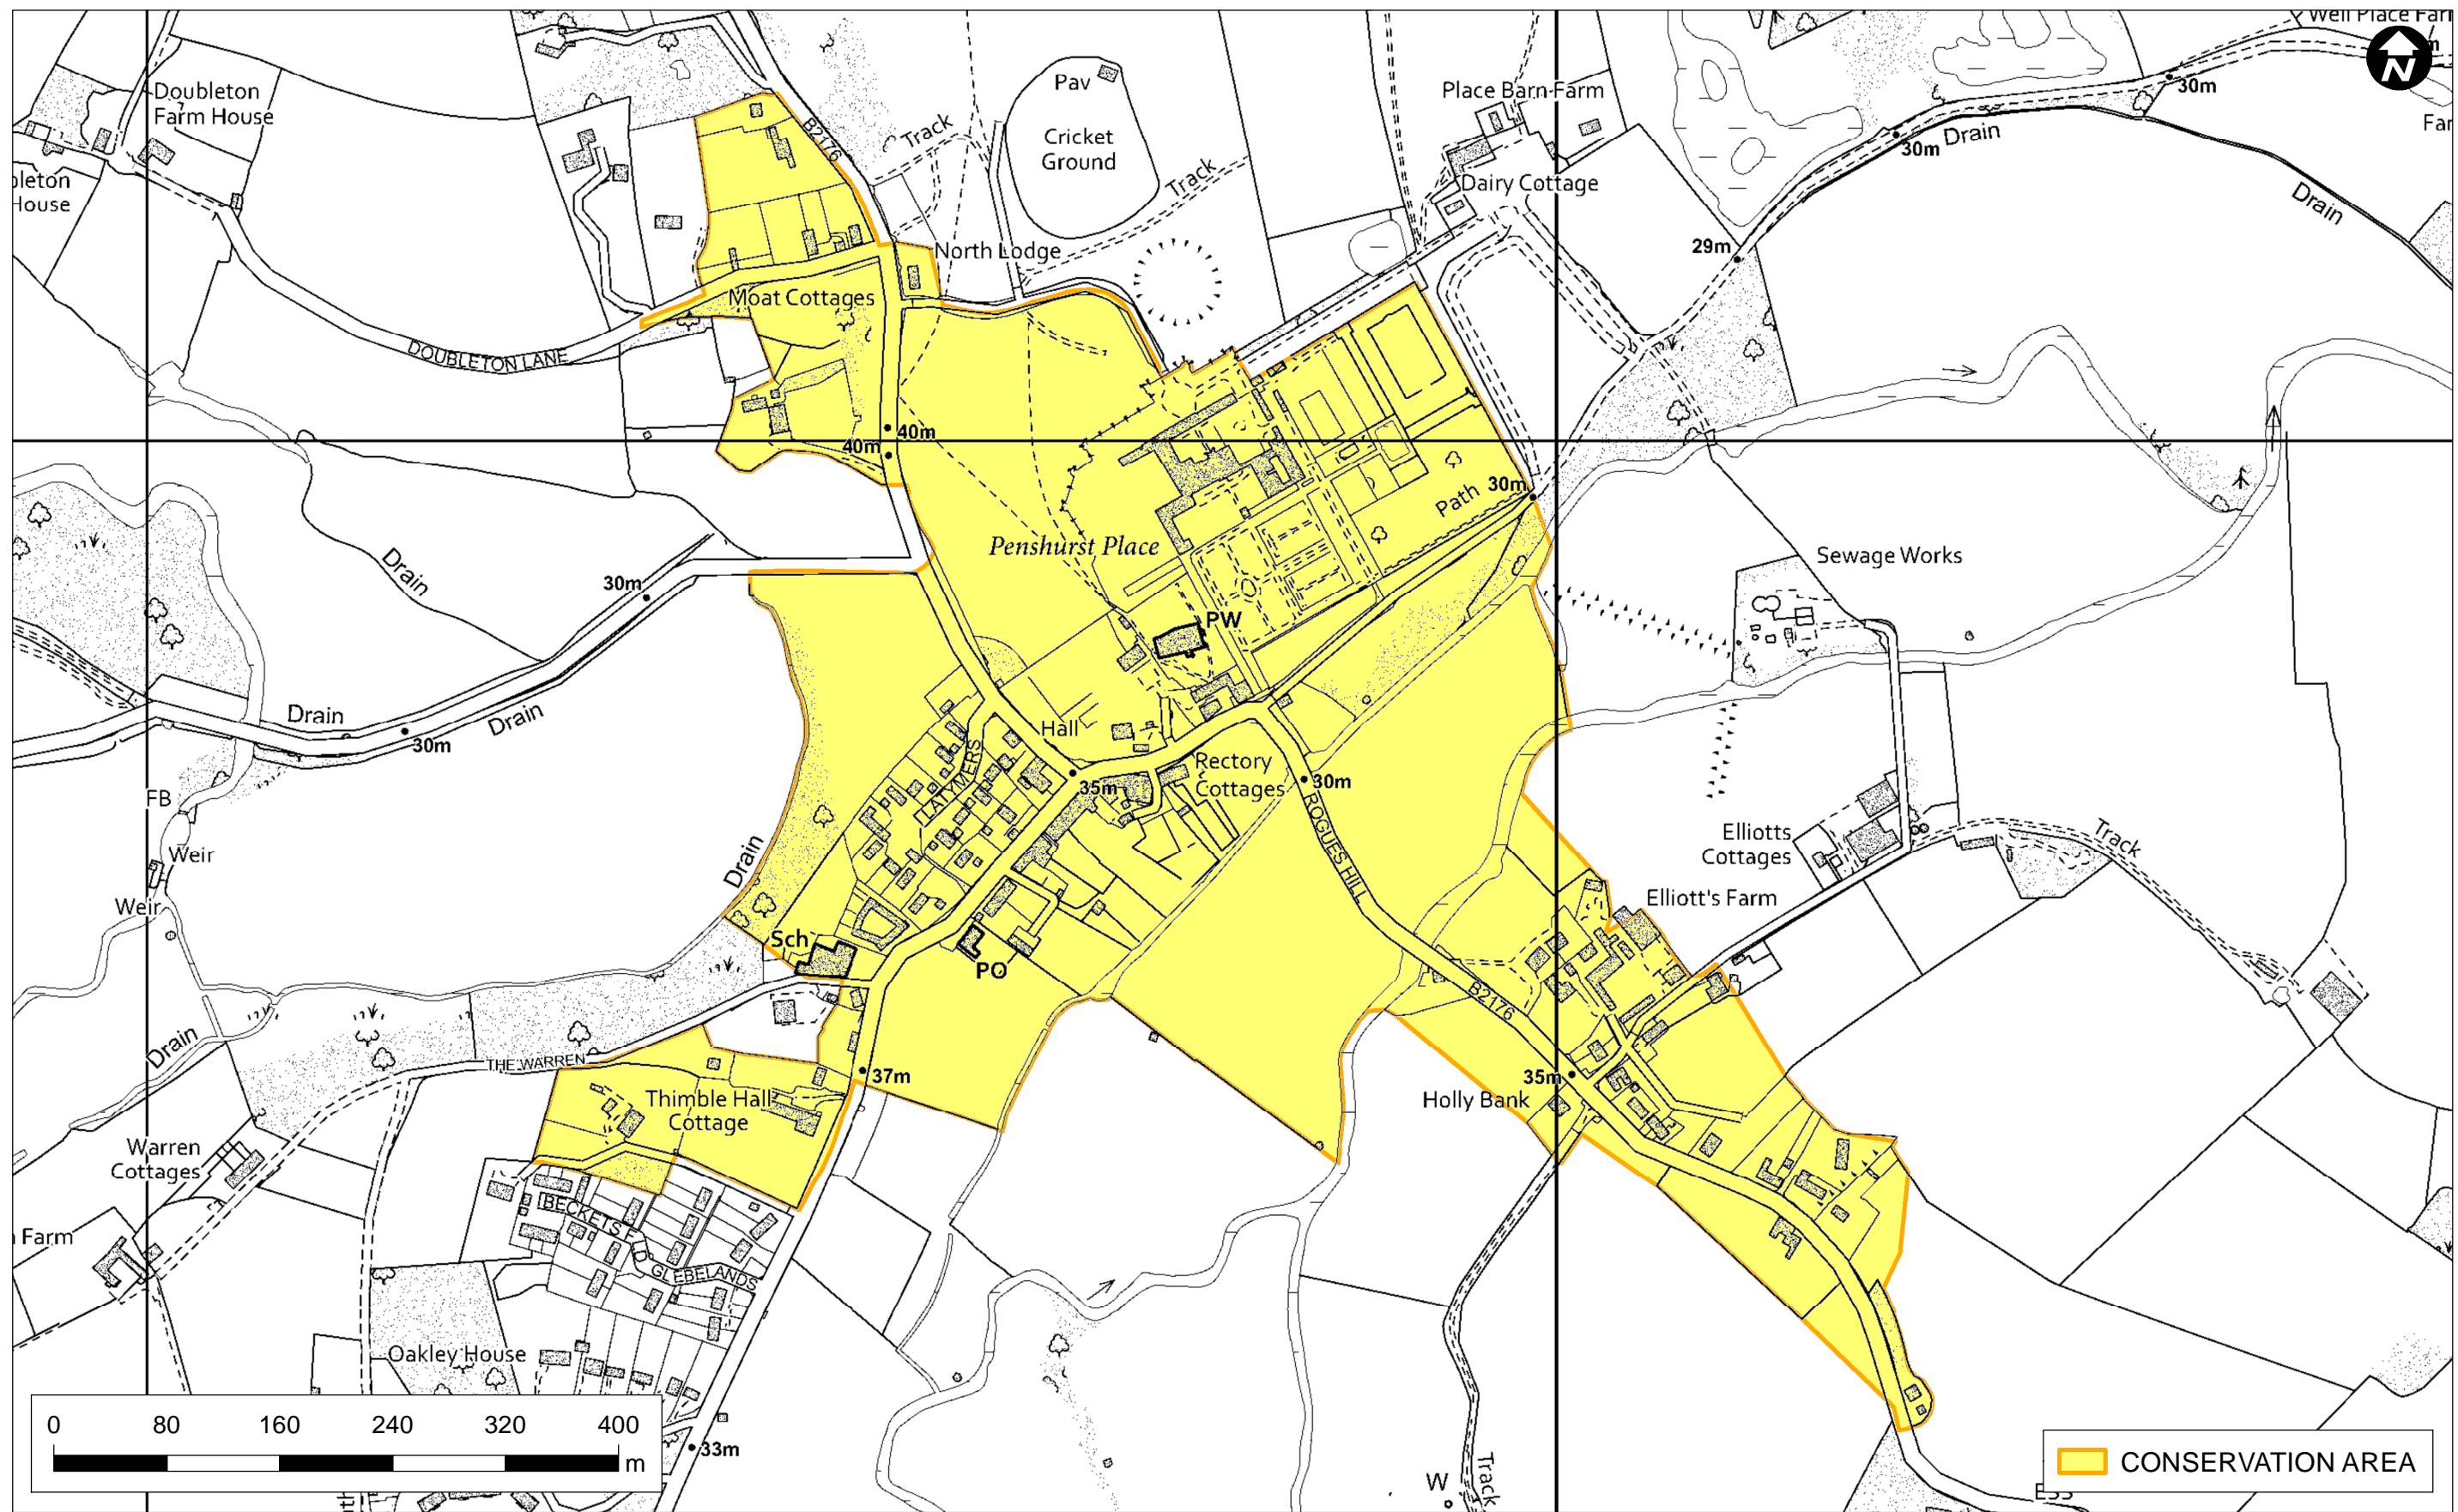 Well Place Farm
N
Doubleton
Farm House
Pav
Cricket
Ground
Place Barn Farm
30m
Drain
30m
Far
B2176
Track
Track
Dairy Cottage
Drain
House
North Lodge
29m
Moat Cottages
DOUBLETON LANE
40m
40m
Path
30m
Penshurst Place
Sewage Works
Drain
30m
PW
Drain
Drain
30m
Hall
LATYMERS
Rectory
Cottages
35m
30m
ROGUES HILL
FB
Weir
Drain
Elliotts
Cottages
Track
Weir
Elliott's Farm
Sch
PO
B2176
Drain
THE WARREN
37m
35m
Thimble Hall
Cottage
Holly Bank
Warren
Cottages
BECKETS
FD
GLEBELANDS
Farm
Oakley House
0 80 160 240 320 400
m
33m
W
Track
CONSERVATION AREA
ESS